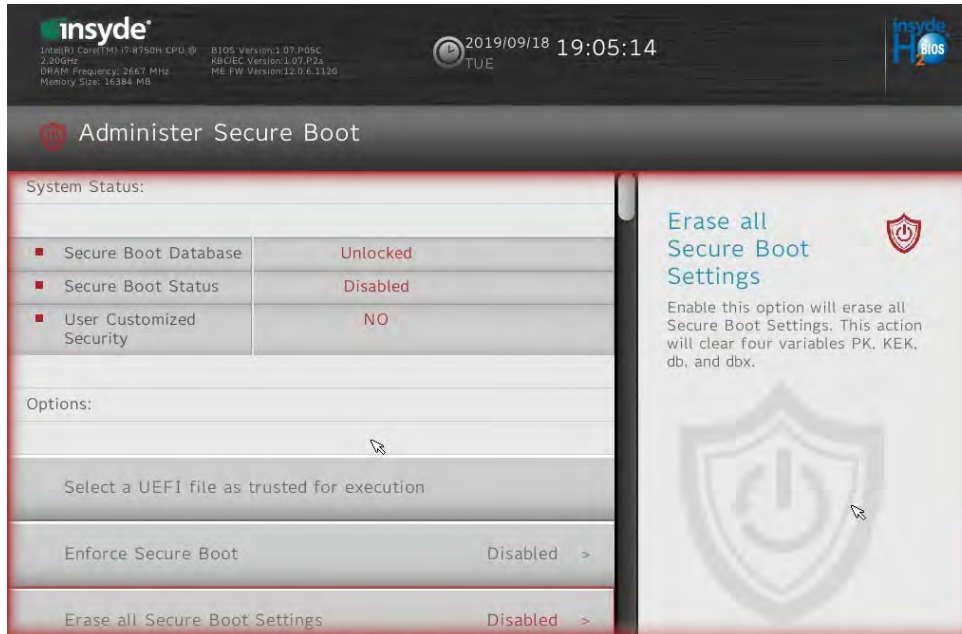 insyde
Intel(R) Core(TM) i7-8750H CPU @
2.20GHz
DRAM Frequency: 2667 MHz
Memory Size: 16384 MB
BIOS Version:1.07.P05C
KBC/EC Version:1.07.P2a
ME FW Version:12.0.6.1120
2019/09/18 19:05:14
TUE
insyde
H2 BIOS
Administer Secure Boot
System Status:
Secure Boot Database Unlocked
Secure Boot Status Disabled
User Customized NO
Security
Options:
Select a UEFI file as trusted for execution
Enforce Secure Boot Disabled >
Erase all Secure Boot Settings Disabled >
Erase all
Secure Boot
Settings
Enable this option will erase all
Secure Boot Settings. This action
will clear four variables PK, KEK,
db, and dbx.